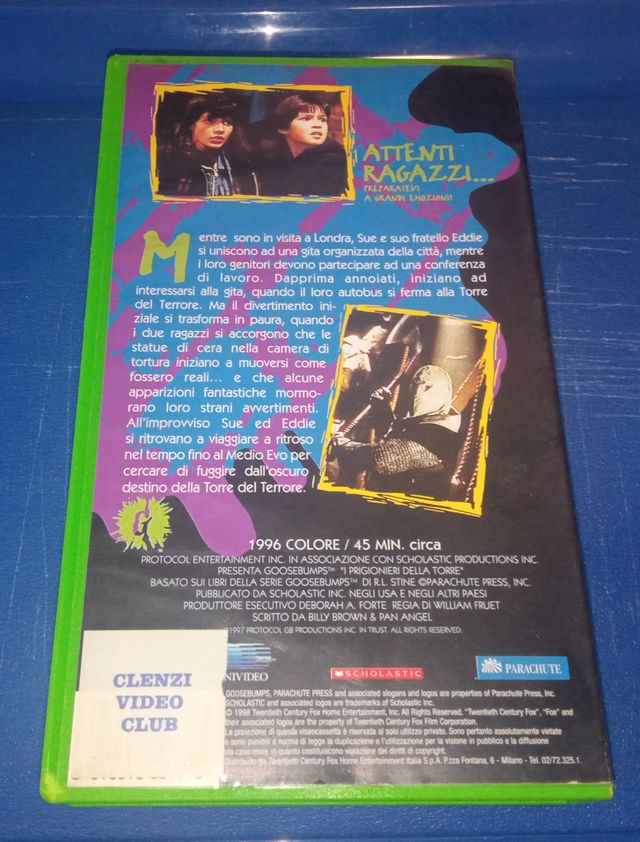 ATTENTI
RAGAZZI...
PREPARATEVI
A GRANDI EMOZIONI!
Mentre sono in visita a Londra, Sue e suo fratello Eddie
si uniscono ad una gita organizzata della città, mentre
i loro genitori devono partecipare ad una conferenza
di lavoro. Dapprima annoiati, iniziano ad
interessarsi alla gita, quando il loro autobus si ferma alla Torre
del Terrore. Ma il divertimento ini-
ziale si trasforma in paura, quando
i due ragazzi si accorgono che le
statue di cera nella camera di
tortura iniziano a muoversi come
fossero reali... e che alcune
apparizioni fantastiche mormo-
rano loro strani avvertimenti.
All'improvviso Sue ed Eddie
si ritrovano a viaggiare a ritroso
nel tempo fino al Medio Evo per
cercare di fuggire dall'oscuro
destino della Torre del Terrore.
G
1996 COLORE / 45 MIN. circa
PROTOCOL ENTERTAINMENT INC. IN ASSOCIAZIONE CON SCHOLASTIC PRODUCTIONS INC.
PRESENTA GOOSEBUMPS™ "I PRIGIONIERI DELLA TORRE"
BASATO SUI LIBRI DELLA SERIE GOOSEBUMPS™ DI R.L. STINE ©PARACHUTE PRESS, INC.
PUBBLICATO DA SCHOLASTIC INC. NEGLI USA E NEGLI ALTRI PAESI
PRODUTTORE ESECUTIVO DEBORAH A. FORTE REGIA DI WILLIAM FRUET
SCRITTO DA BILLY BROWN & PAN ANGEL
1997 PROTOCOL GB PRODUCTIONS INC. IN TRUST. ALL RIGHTS RESERVED.
CLENZI
VIDEO
CLUB
NIVIDEO
SCHOLASTIC
PARACHUTE
GOOSEBUMPS, PARACHUTE PRESS and associated slogans and logos are properties of Parachute Press, Inc.
SCHOLASTIC and associated logos are trademarks of Scholastic Inc.
© 1998 Twentieth Century Fox Home Entertainment, Inc. All Rights Reserved. "Twentieth Century Fox", "Fox" and
their associated logos are the property of Twentieth Century Fox Film Corporation.
La proiezione di questa videocassetta è riservata al solo utilizzo privato. Sono pertanto assolutamente vietate
e sono punibili a norma di legge la duplicazione e l'utilizzazione per la visione in pubblico e la diffusione
via cavo etere in quanto costituiscono violazione dei diritti di copyright.
Distribuito da Twentieth Century Fox Home Entertainment Italia S.p.A. P.zza Fontana, 6 - Milano - Tel. 02/72.325.1